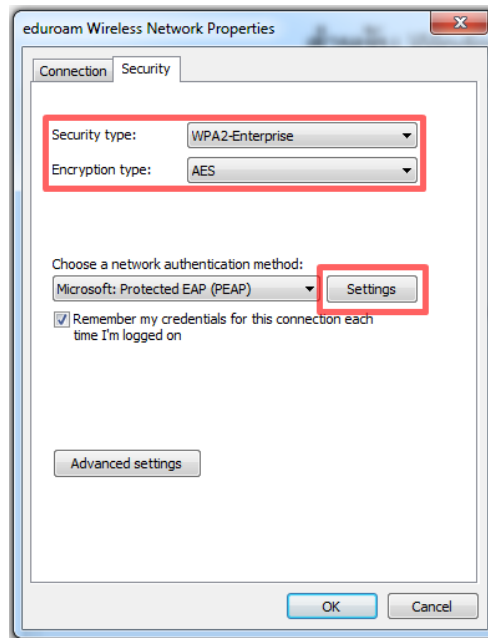 eduroam Wireless Network Properties
Connection Security
Security type: WPA2-Enterprise
Encryption type: AES
Choose a network authentication method:
Microsoft: Protected EAP (PEAP) Settings
Remember my credentials for this connection each
time I'm logged on
Advanced settings
OK Cancel